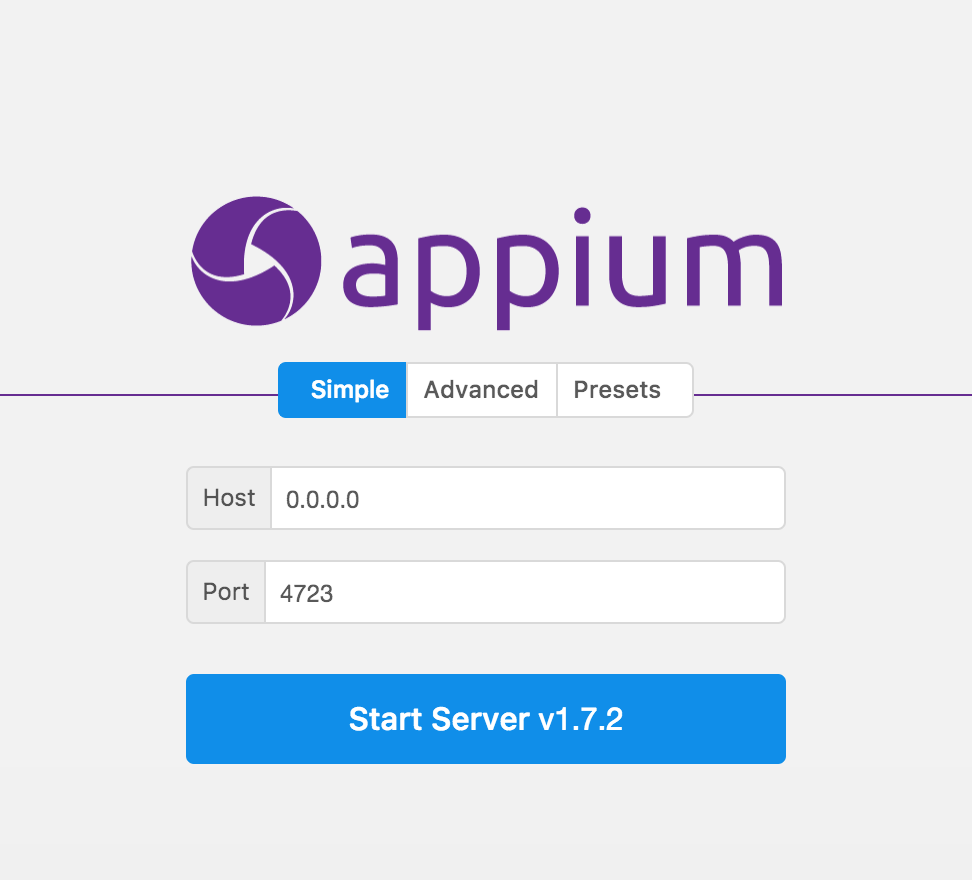 appium
Simple Advanced Presets
Host 0.0.0.0
Port 4723
Start Server v1.7.2